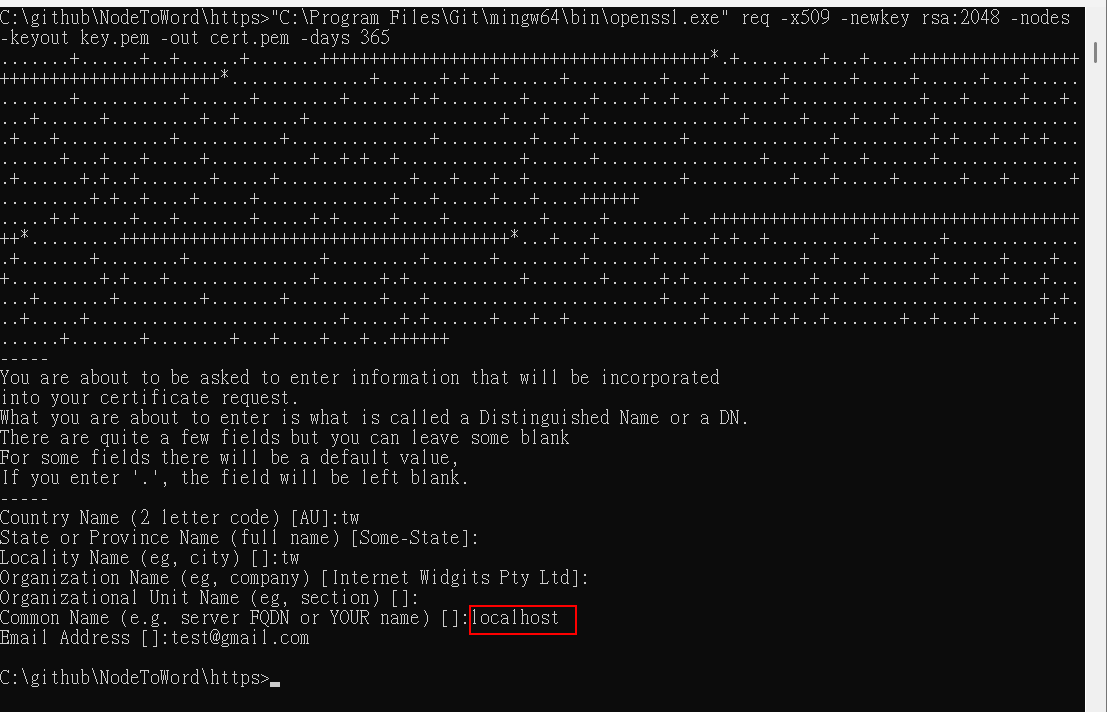 C:\github\NodeToWord\https>"C:\Program Files\Git\mingw64\bin\openssl.exe" req -x509 -newkey rsa:2048 -nodes
-keyout key.pem -out cert.pem -days 365
-----
You are about to be asked to enter information that will be incorporated
into your certificate request.
What you are about to enter is what is called a Distinguished Name or a DN.
There are quite a few fields but you can leave some blank
For some fields there will be a default value,
If you enter '.', the field will be left blank.
-----
Country Name (2 letter code) [AU]:tw
State or Province Name (full name) [Some-State]:
Locality Name (eg, city) []:tw
Organization Name (eg, company) [Internet Widgits Pty Ltd]:
Organizational Unit Name (eg, section) []:
Common Name (e.g. server FQDN or YOUR name) []:localhost
Email Address []:test@gmail.com
C:\github\NodeToWord\https>